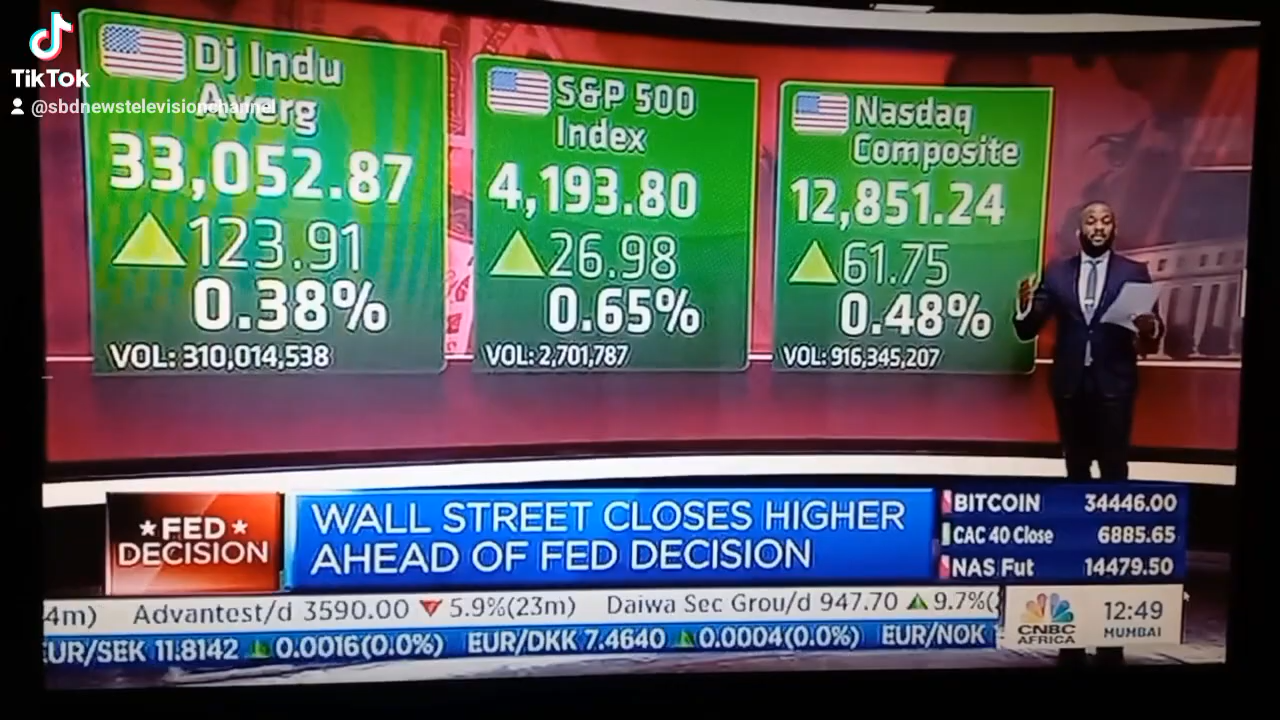 TikTok
@sbdnewstelevisionchannel
Dj Indu
Averg
33,052.87
123.91
0.38%
VOL: 310,014,538
S&P 500
Index
4,193.80
26.98
0.65%
VOL: 2,701,787
Nasdaq
Composite
12,851.24
61.75
0.48%
VOL: 916,345,207
FED
DECISION
WALL STREET CLOSES HIGHER
AHEAD OF FED DECISION
BITCOIN 34446.00
CAC 40 Close 6885.65
NAS Fut 14479.50
4m) Advantest/d 3590.00 ▼ 5.9%(23m) Daiwa Sec Grou/d 947.70 ▲ 9.7%(
EUR/SEK 11.8142 ▲ 0.0016(0.0%) EUR/DKK 7.4640 ▲ 0.0004(0.0%) EUR/NOK
CNBC
AFRICA
12:49
MUMBAI